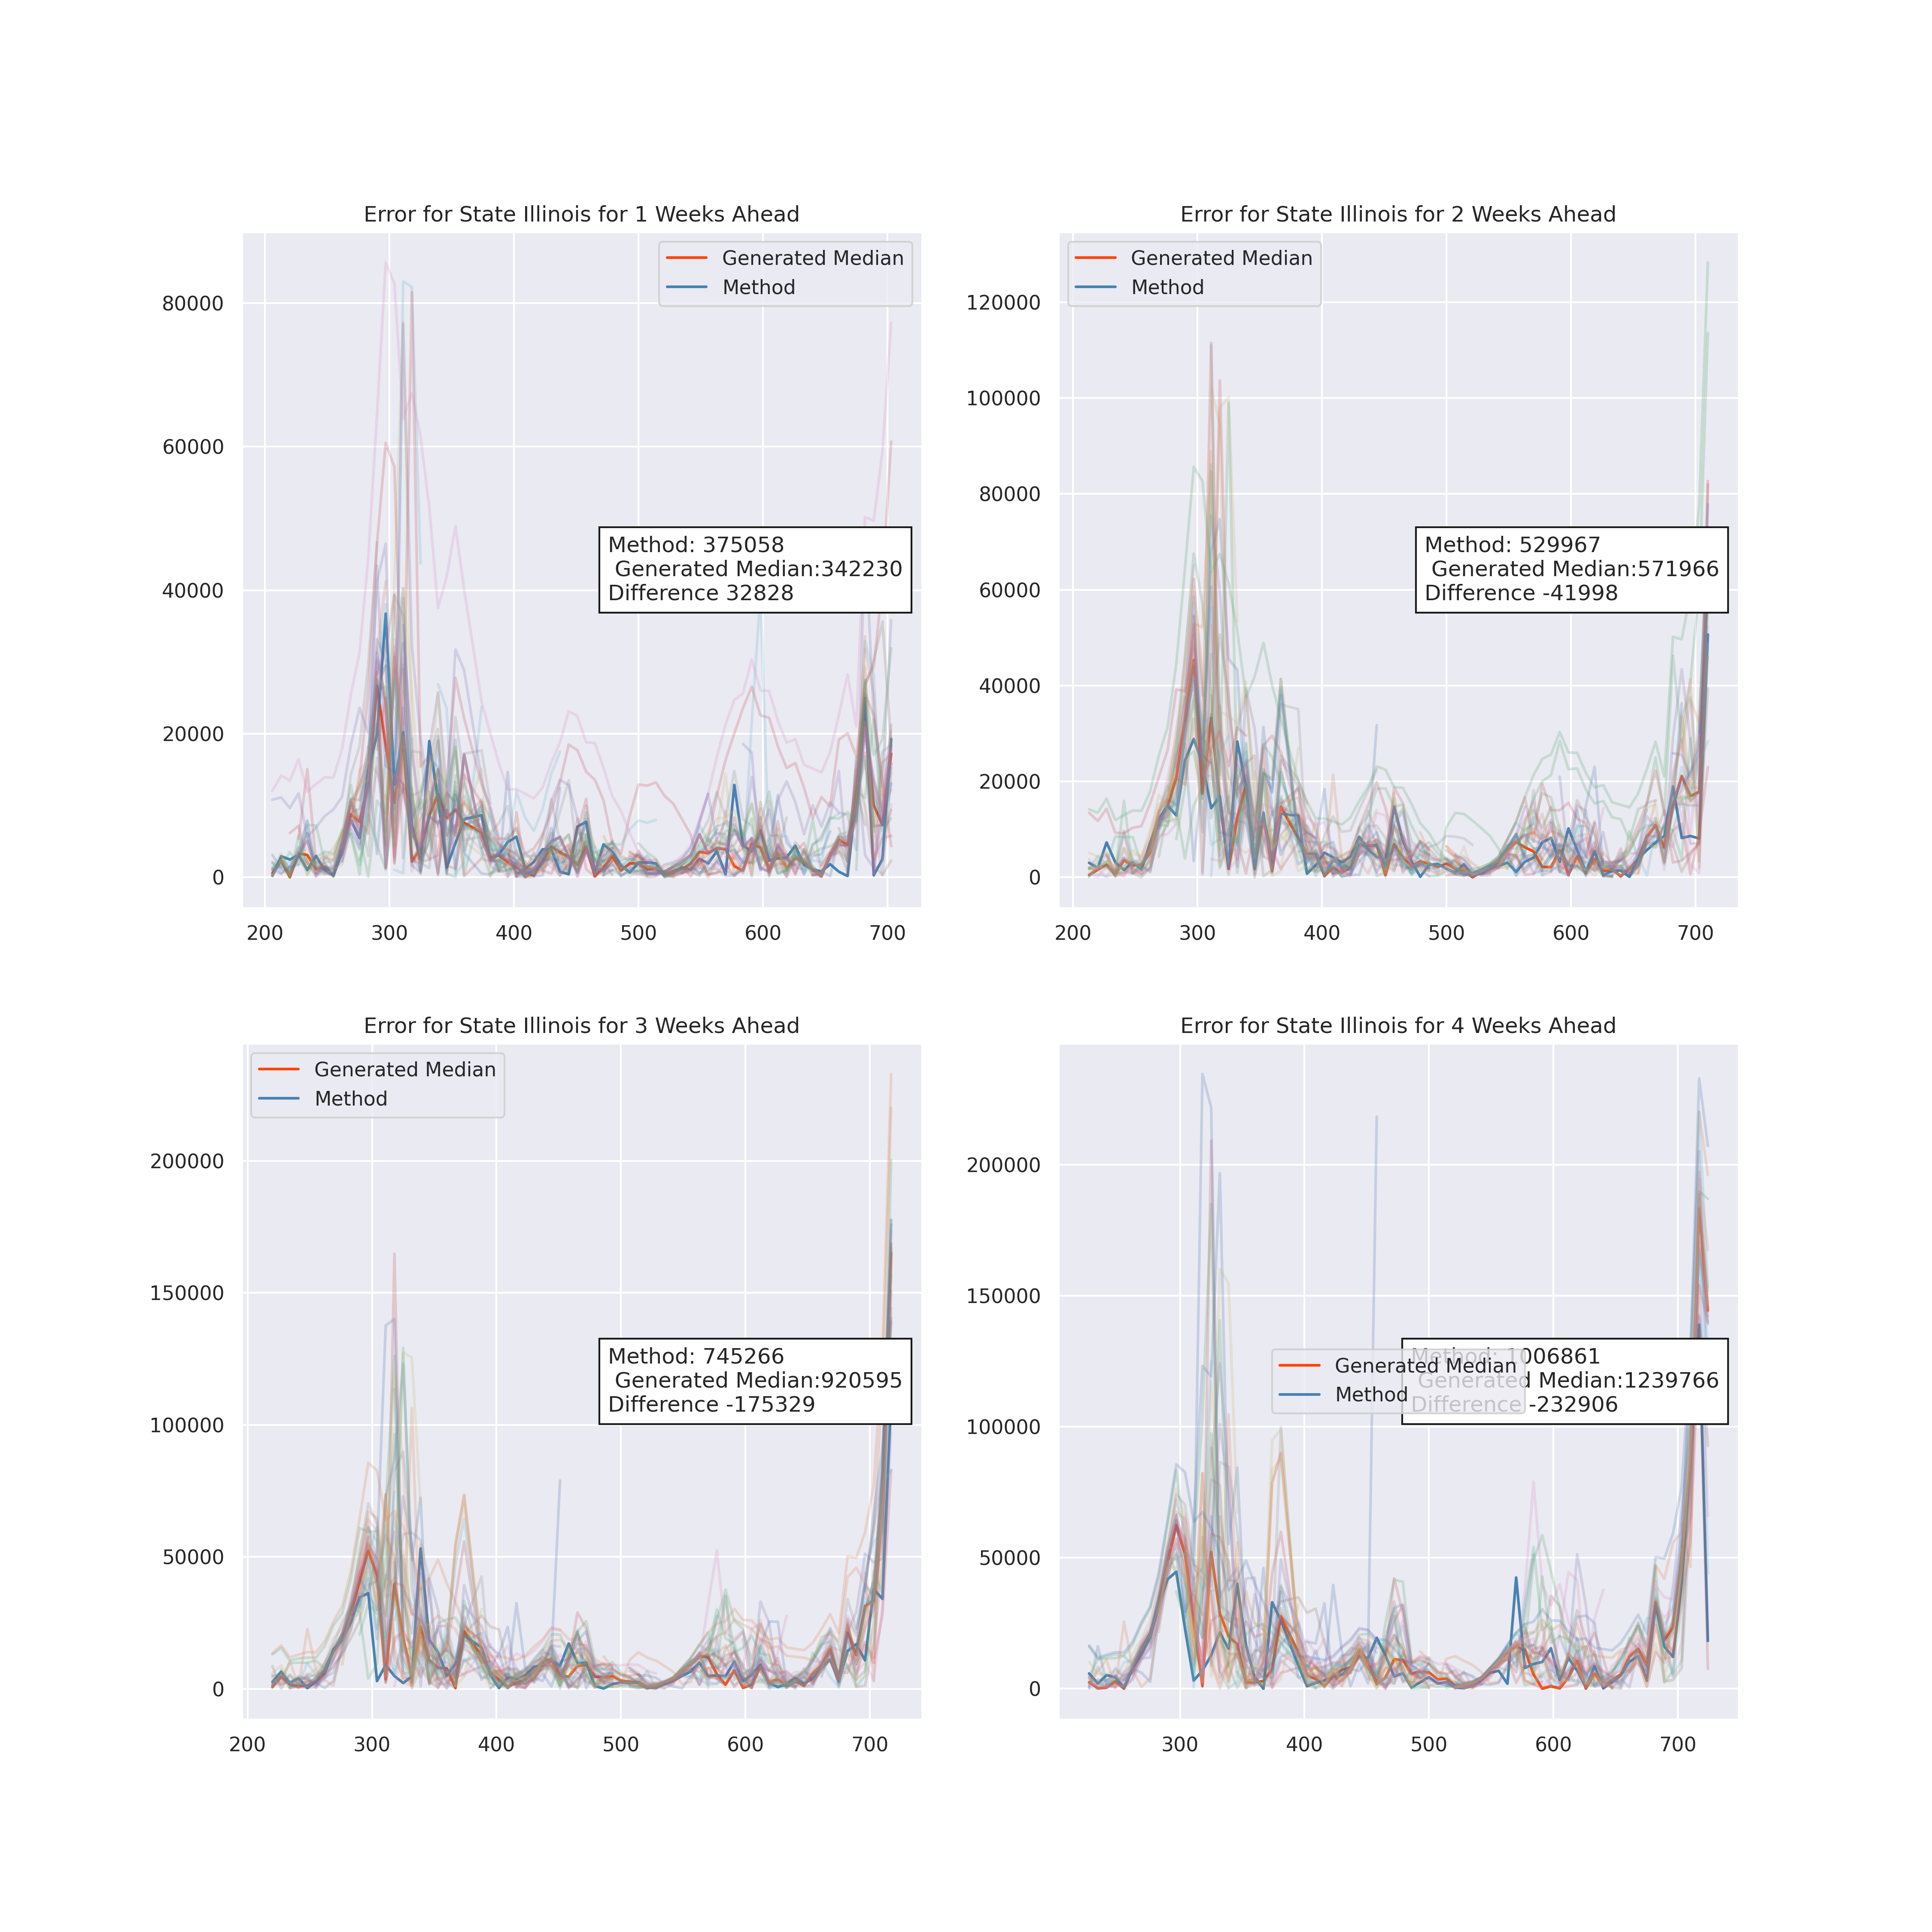 Error for State Illinois for 1 Weeks Ahead
Generated Median
Method
80000
60000
40000
20000
0
Method: 375058
Generated Median:342230
Difference 32828
200 300 400 500 600 700
Error for State Illinois for 2 Weeks Ahead
Generated Median
Method
120000
100000
80000
60000
40000
20000
0
Method: 529967
Generated Median:571966
Difference -41998
200 300 400 500 600 700
Error for State Illinois for 3 Weeks Ahead
Generated Median
Method
200000
150000
100000
50000
0
Method: 745266
Generated Median:920595
Difference -175329
200 300 400 500 600 700
Error for State Illinois for 4 Weeks Ahead
200000
150000
100000
50000
0
Generated Median
Method
Method: 1006861
Generated Median:1239766
Difference -232906
300 400 500 600 700